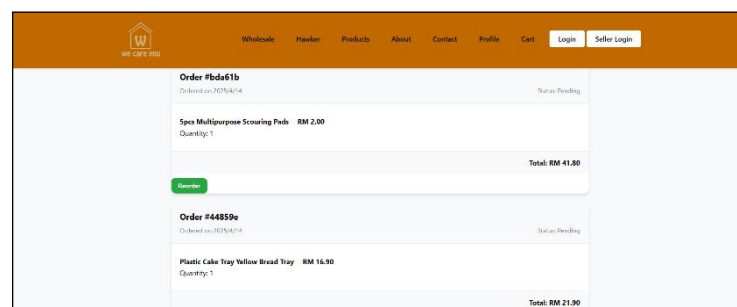 W
WE CARE YOU
Wholesale Hawker Products About Contact Profile Cart Login Seller Login
Order #bda61b
Ordered on 2025/4/14 Status: Pending
5pcs Multipurpose Scouring Pads RM 2.00
Quantity: 1
Total: RM 41.80
Reorder
Order #44859e
Ordered on 2025/4/14 Status: Pending
Plastic Cake Tray Yellow Bread Tray RM 16.90
Quantity: 1
Total: RM 21.90